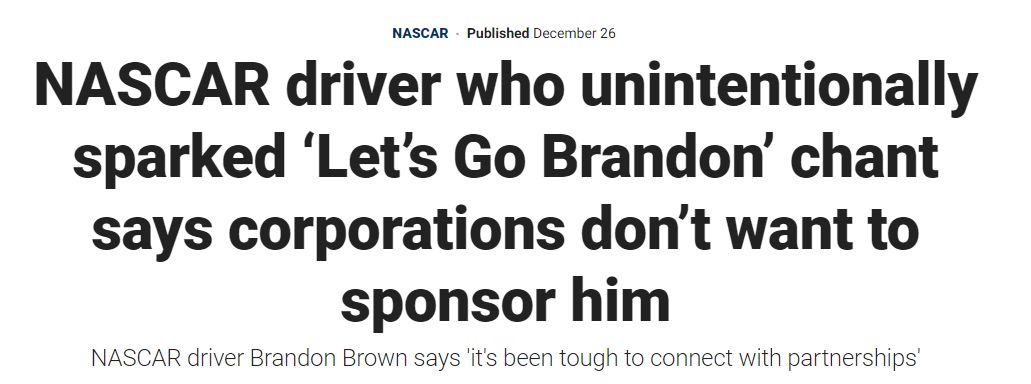 NASCAR · Published December 26
NASCAR driver who unintentionally
sparked ‘Let’s Go Brandon’ chant
says corporations don’t want to
sponsor him
NASCAR driver Brandon Brown says 'it's been tough to connect with partnerships'